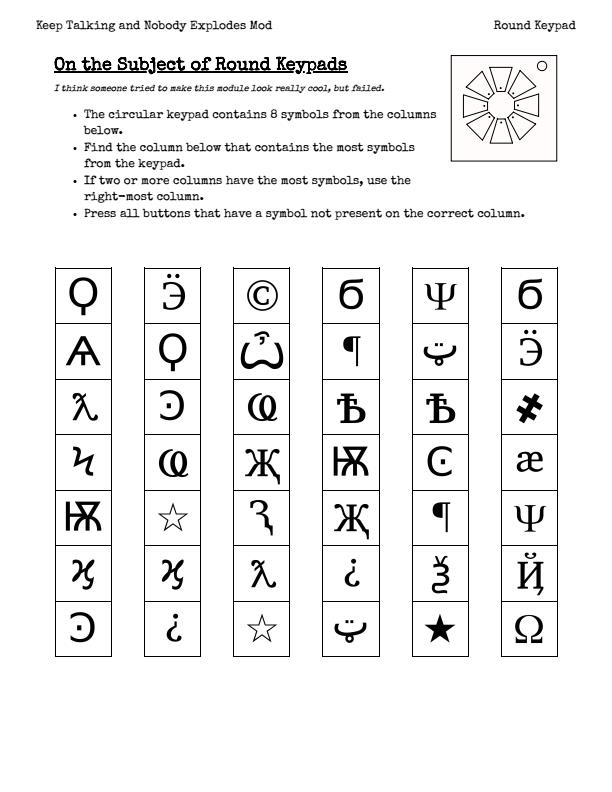 Keep Talking and Nobody Explodes Mod Round Keypad
On the Subject of Round Keypads
I think someone tried to make this module look really cool, but failed.
• The circular keypad contains 8 symbols from the columns
below.
• Find the column below that contains the most symbols
from the keypad.
• If two or more columns have the most symbols, use the
right-most column.
• Press all buttons that have a symbol not present on the correct column.
Ϙ Ӭ © б Ψ б
Ѧ Ϙ Ѽ ¶ ټ Ӭ
ƛ Ͽ Ҩ Ѣ Ѣ ҂
Ϟ Ҩ Җ Ѭ Ͼ æ
Ѭ ☆ Ԇ Җ ¶ Ψ
ϗ ϗ ƛ ¿ Ѯ Ҋ
Ͽ ¿ ☆ ټ ★ Ω